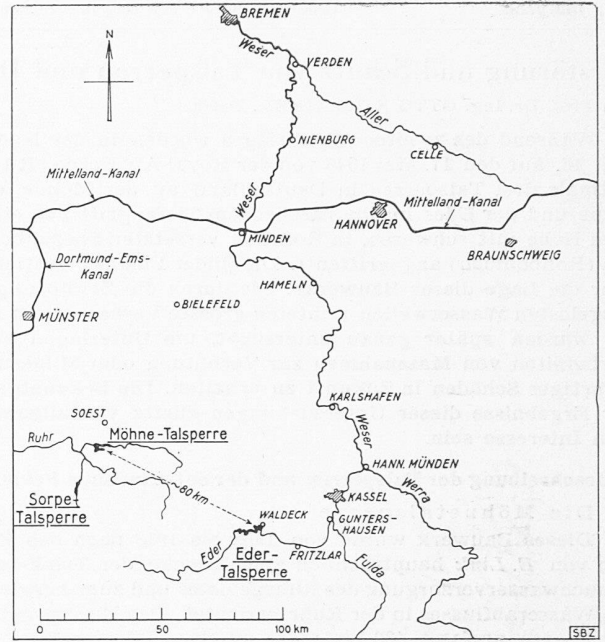 BREMEN
N
Weser
VERDEN
Aller
NIENBURG
CELLE
Mittelland-Kanal
Weser
Mittelland-Kanal
HANNOVER
MINDEN
BRAUNSCHWEIG
Dortmund-Ems-
Kanal
HAMELN
BIELEFELD
MÜNSTER
KARLSHAFEN
SOEST
Weser
Ruhr
Möhne-Talsperre
HANN. MÜNDEN
80 km
Werra
KASSEL
Sorpe-
Talsperre
WALDECK
GUNTERS-
HAUSEN
Eder
Eder-
Talsperre
FRITZLAR
Fulda
0
50
100 km
SBZ